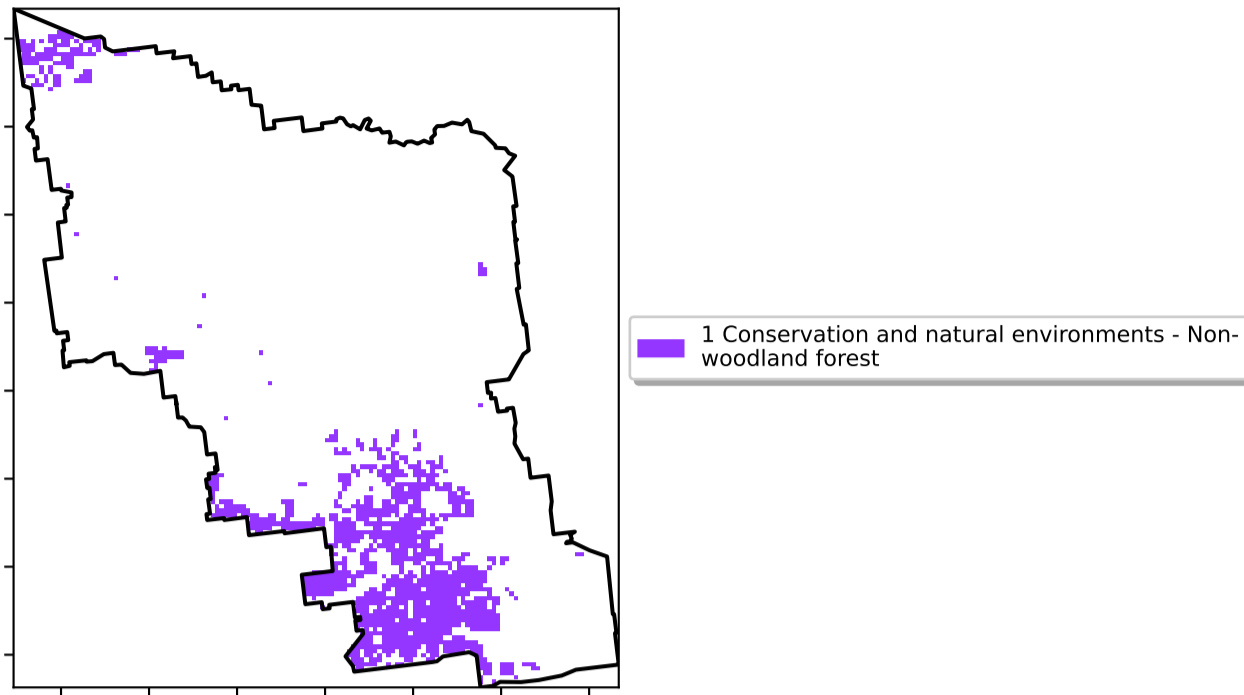 1 Conservation and natural environments - Non-
woodland forest